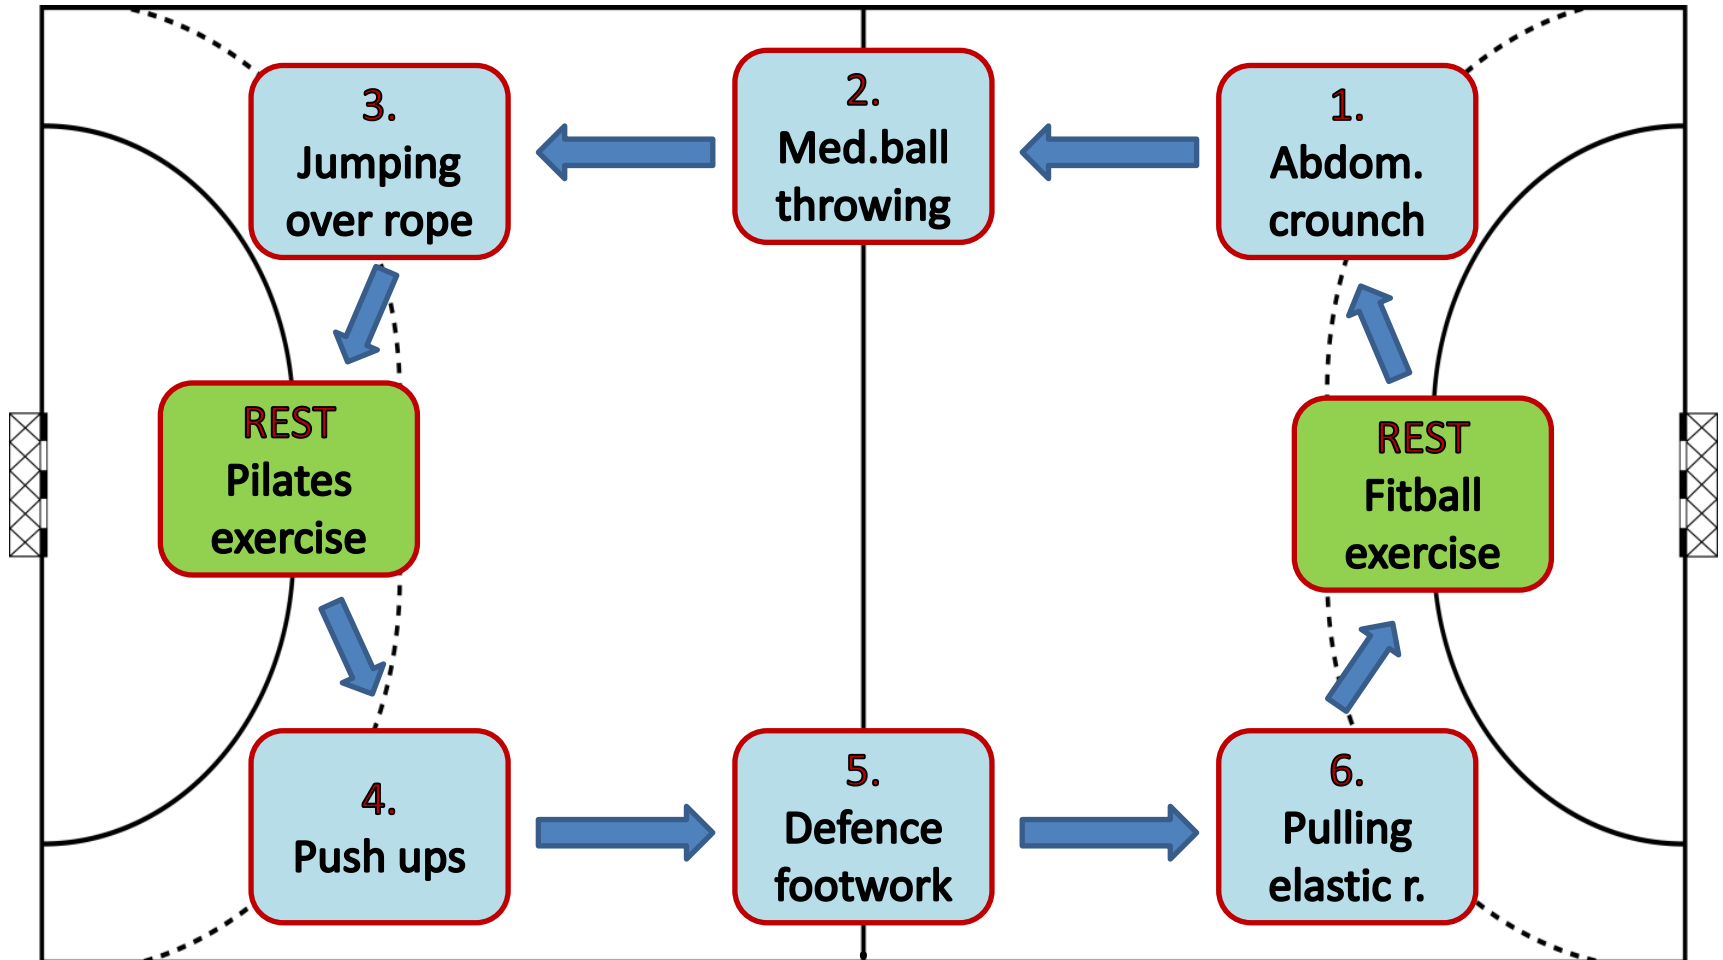 1.
Abdom.
crounch
2.
Med.ball
throwing
3.
Jumping
over rope
REST
Pilates
exercise
4.
Push ups
5.
Defence
footwork
6.
Pulling
elastic r.
REST
Fitball
exercise